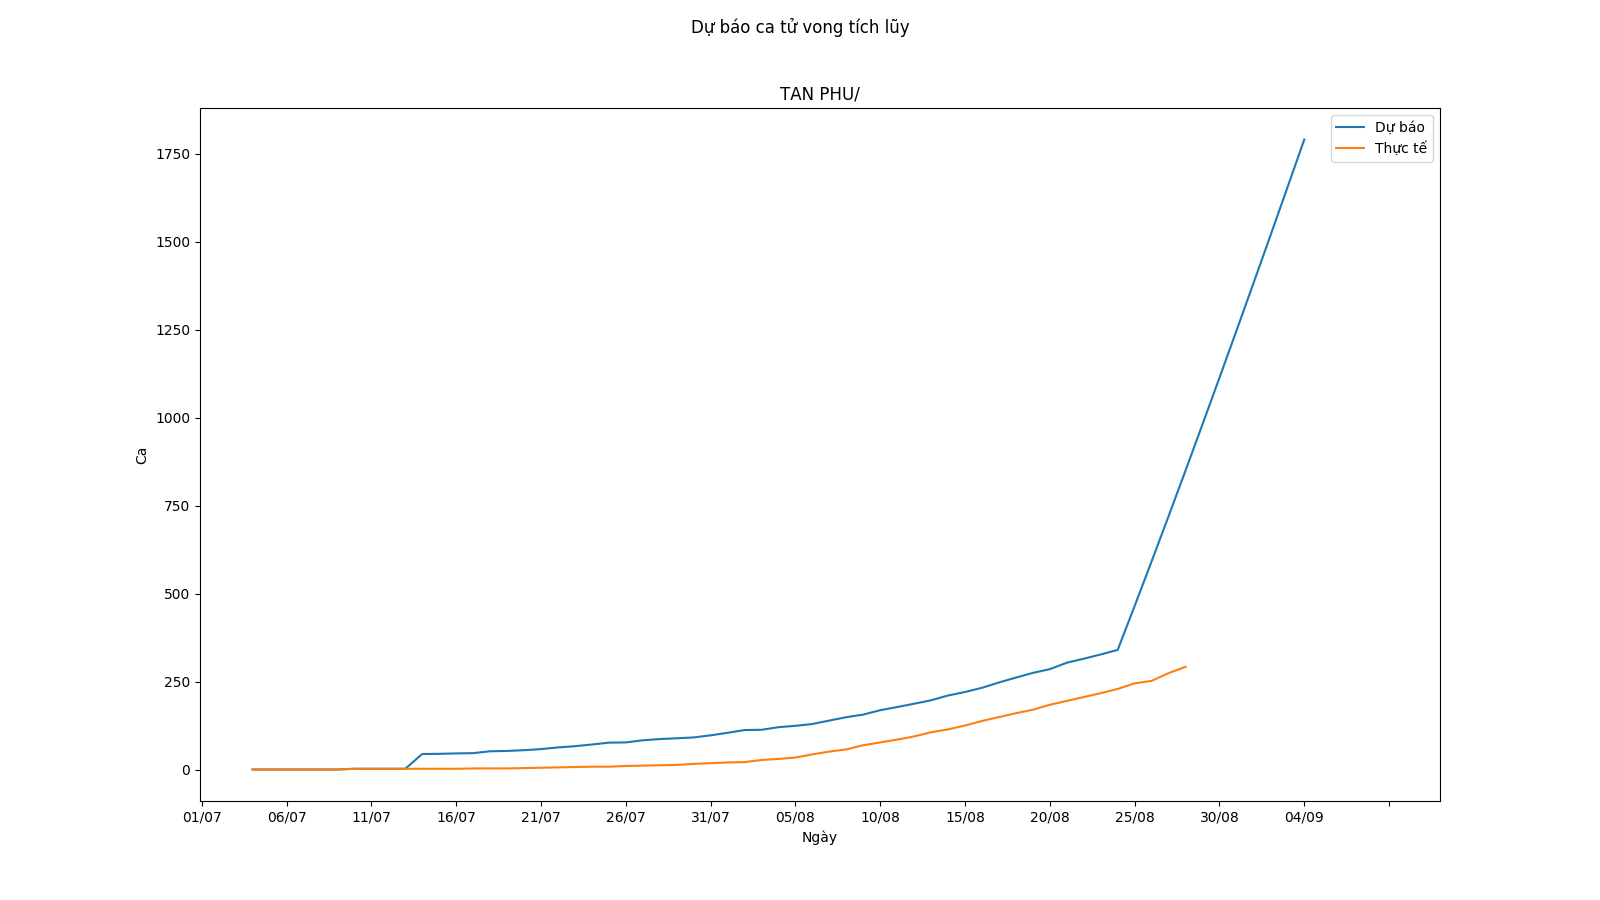 Dự báo ca tử vong tích lũy
TAN PHU/
Dự báo
Thực tế
1750
1500
1250
1000
750
500
250
0
Ca
01/07 06/07 11/07 16/07 21/07 26/07 31/07 05/08 10/08 15/08 20/08 25/08 30/08 04/09
Ngày